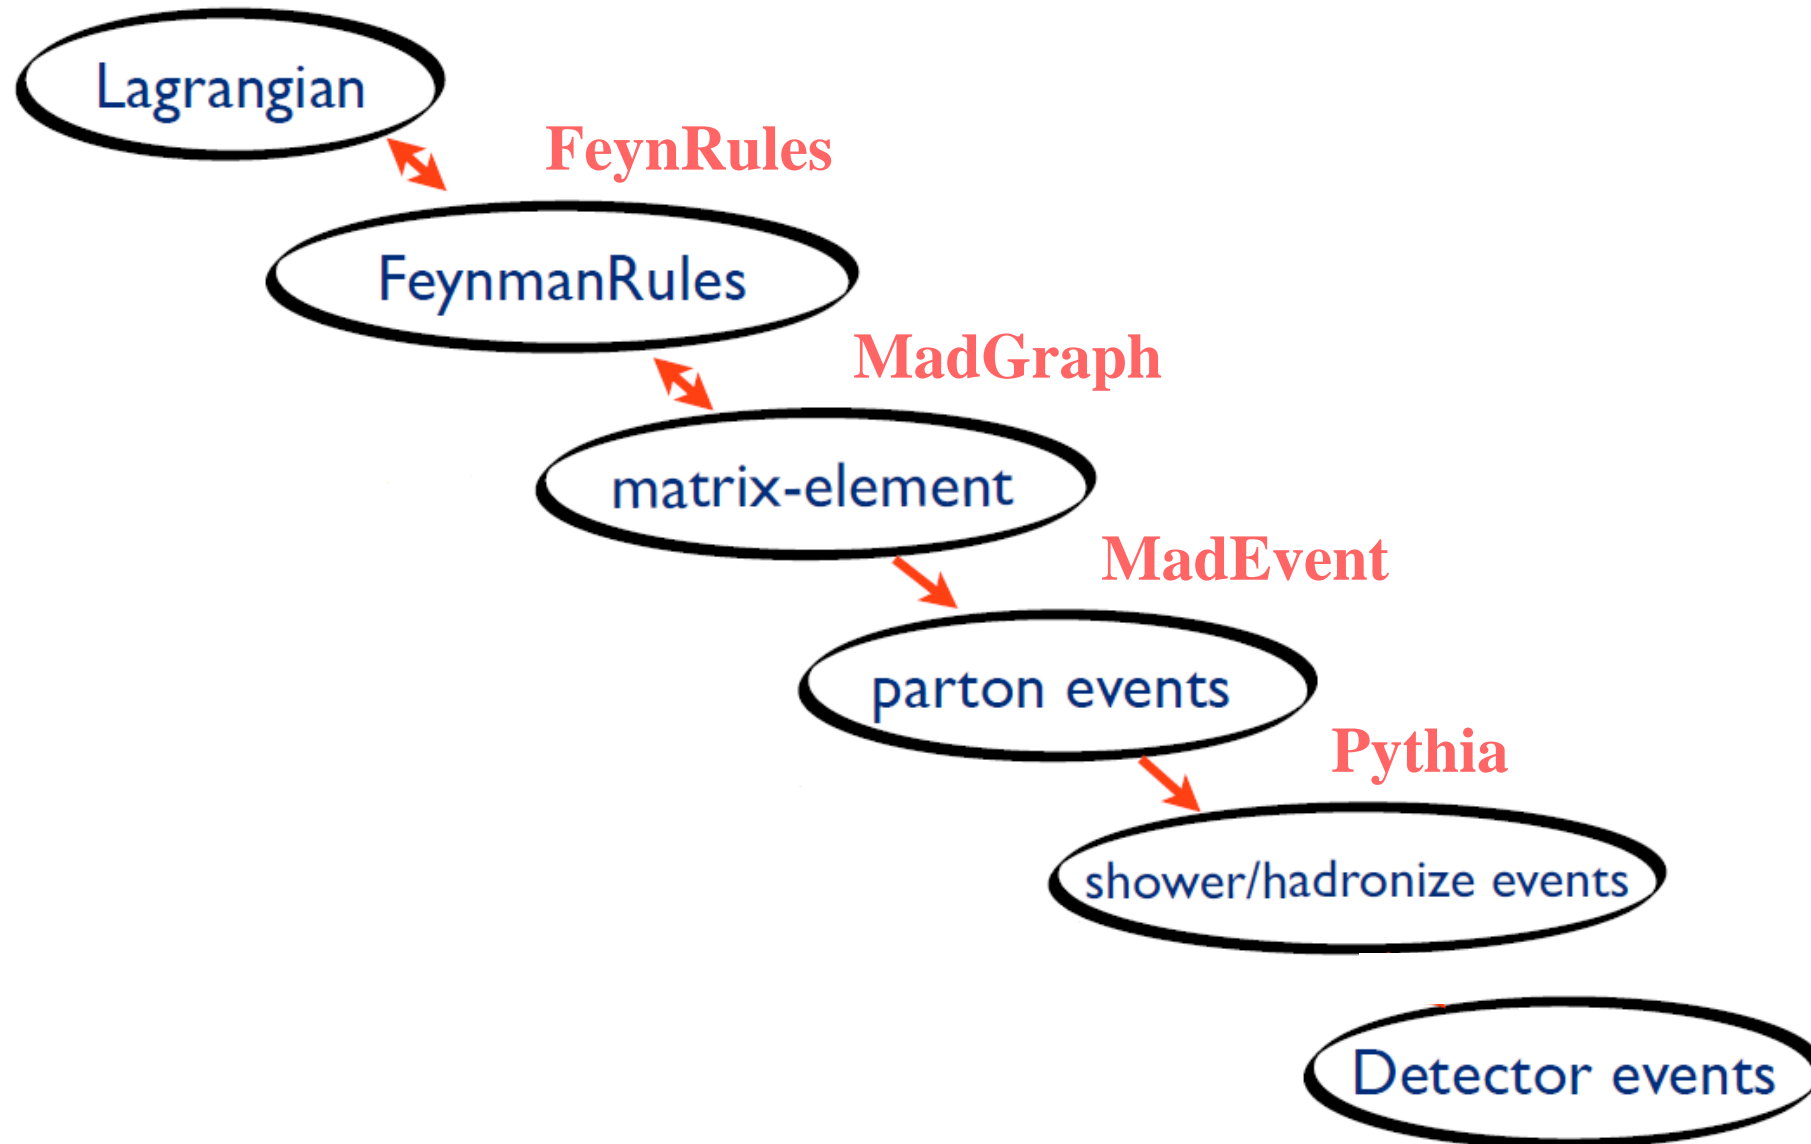 Lagrangian
FeynRules
FeynmanRules
MadGraph
matrix-element
MadEvent
parton events
Pythia
shower/hadronize events
Detector events